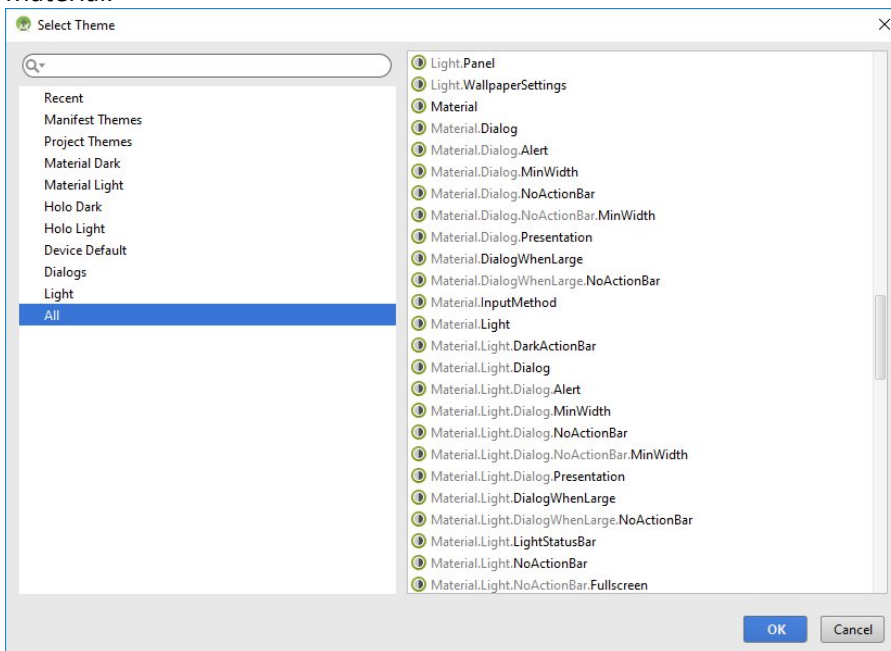 Select Theme
Recent
Manifest Themes
Project Themes
Material Dark
Material Light
Holo Dark
Holo Light
Device Default
Dialogs
Light
All
Light.Panel
Light.WallpaperSettings
Material
Material.Dialog
Material.Dialog.Alert
Material.Dialog.MinWidth
Material.Dialog.NoActionBar
Material.Dialog.NoActionBar.MinWidth
Material.Dialog.Presentation
Material.DialogWhenLarge
Material.DialogWhenLarge.NoActionBar
Material.InputMethod
Material.Light
Material.Light.DarkActionBar
Material.Light.Dialog
Material.Light.Dialog.Alert
Material.Light.Dialog.MinWidth
Material.Light.Dialog.NoActionBar
Material.Light.Dialog.NoActionBar.MinWidth
Material.Light.Dialog.Presentation
Material.Light.DialogWhenLarge
Material.Light.DialogWhenLarge.NoActionBar
Material.Light.LightStatusBar
Material.Light.NoActionBar
Material.Light.NoActionBar.Fullscreen
OK Cancel